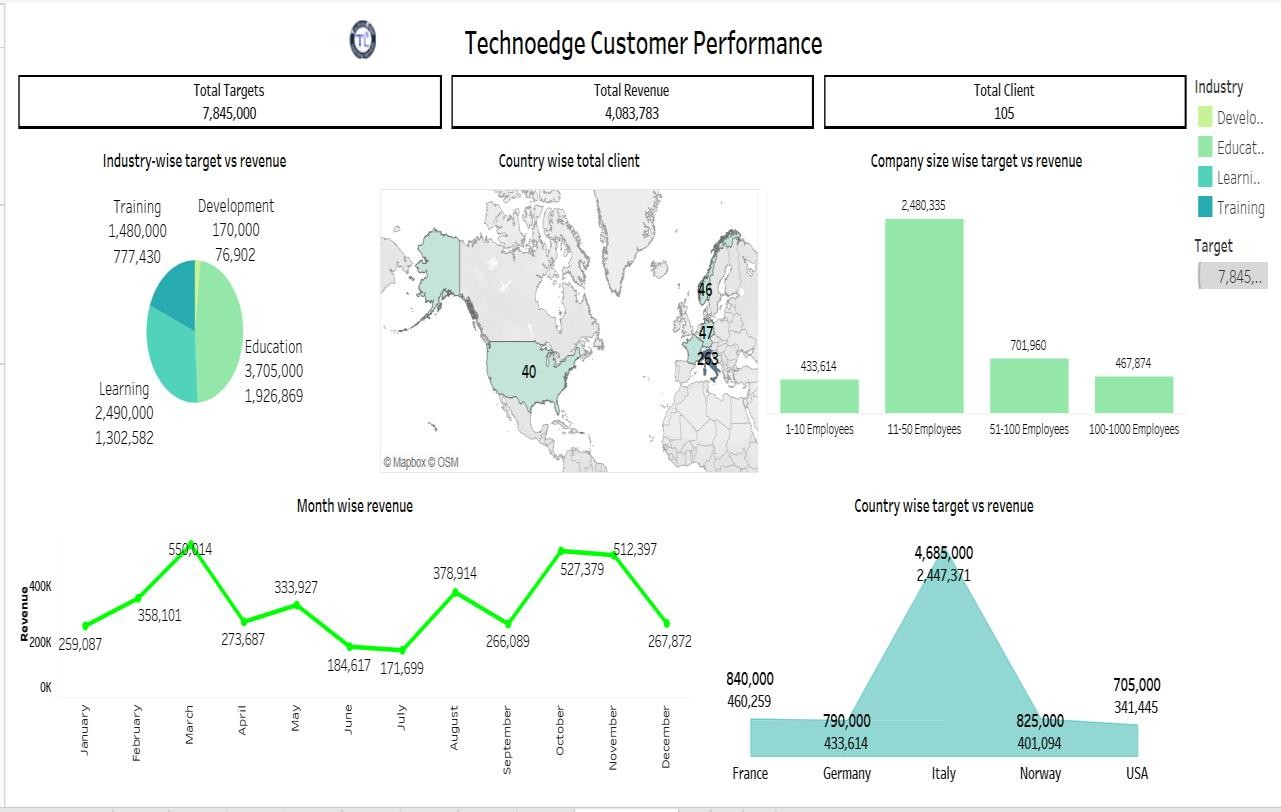 TL
Technoedge Customer Performance
Total Targets
7,845,000
Total Revenue
4,083,783
Total Client
105
Industry
Develo..
Educat..
Learni..
Training
Target
7,845,..
Industry-wise target vs revenue
Training
1,480,000
777,430
Development
170,000
76,902
Education
3,705,000
1,926,869
Learning
2,490,000
1,302,582
Country wise total client
46
47
263
40
© Mapbox © OSM
Company size wise target vs revenue
2,480,335
701,960
467,874
433,614
1-10 Employees
11-50 Employees
51-100 Employees
100-1000 Employees
Month wise revenue
Revenue
400K
200K
0K
259,087
358,101
550,014
273,687
333,927
184,617
171,699
378,914
266,089
527,379
512,397
267,872
January
February
March
April
May
June
July
August
September
October
November
December
Country wise target vs revenue
840,000
460,259
790,000
433,614
4,685,000
2,447,371
825,000
401,094
705,000
341,445
France
Germany
Italy
Norway
USA